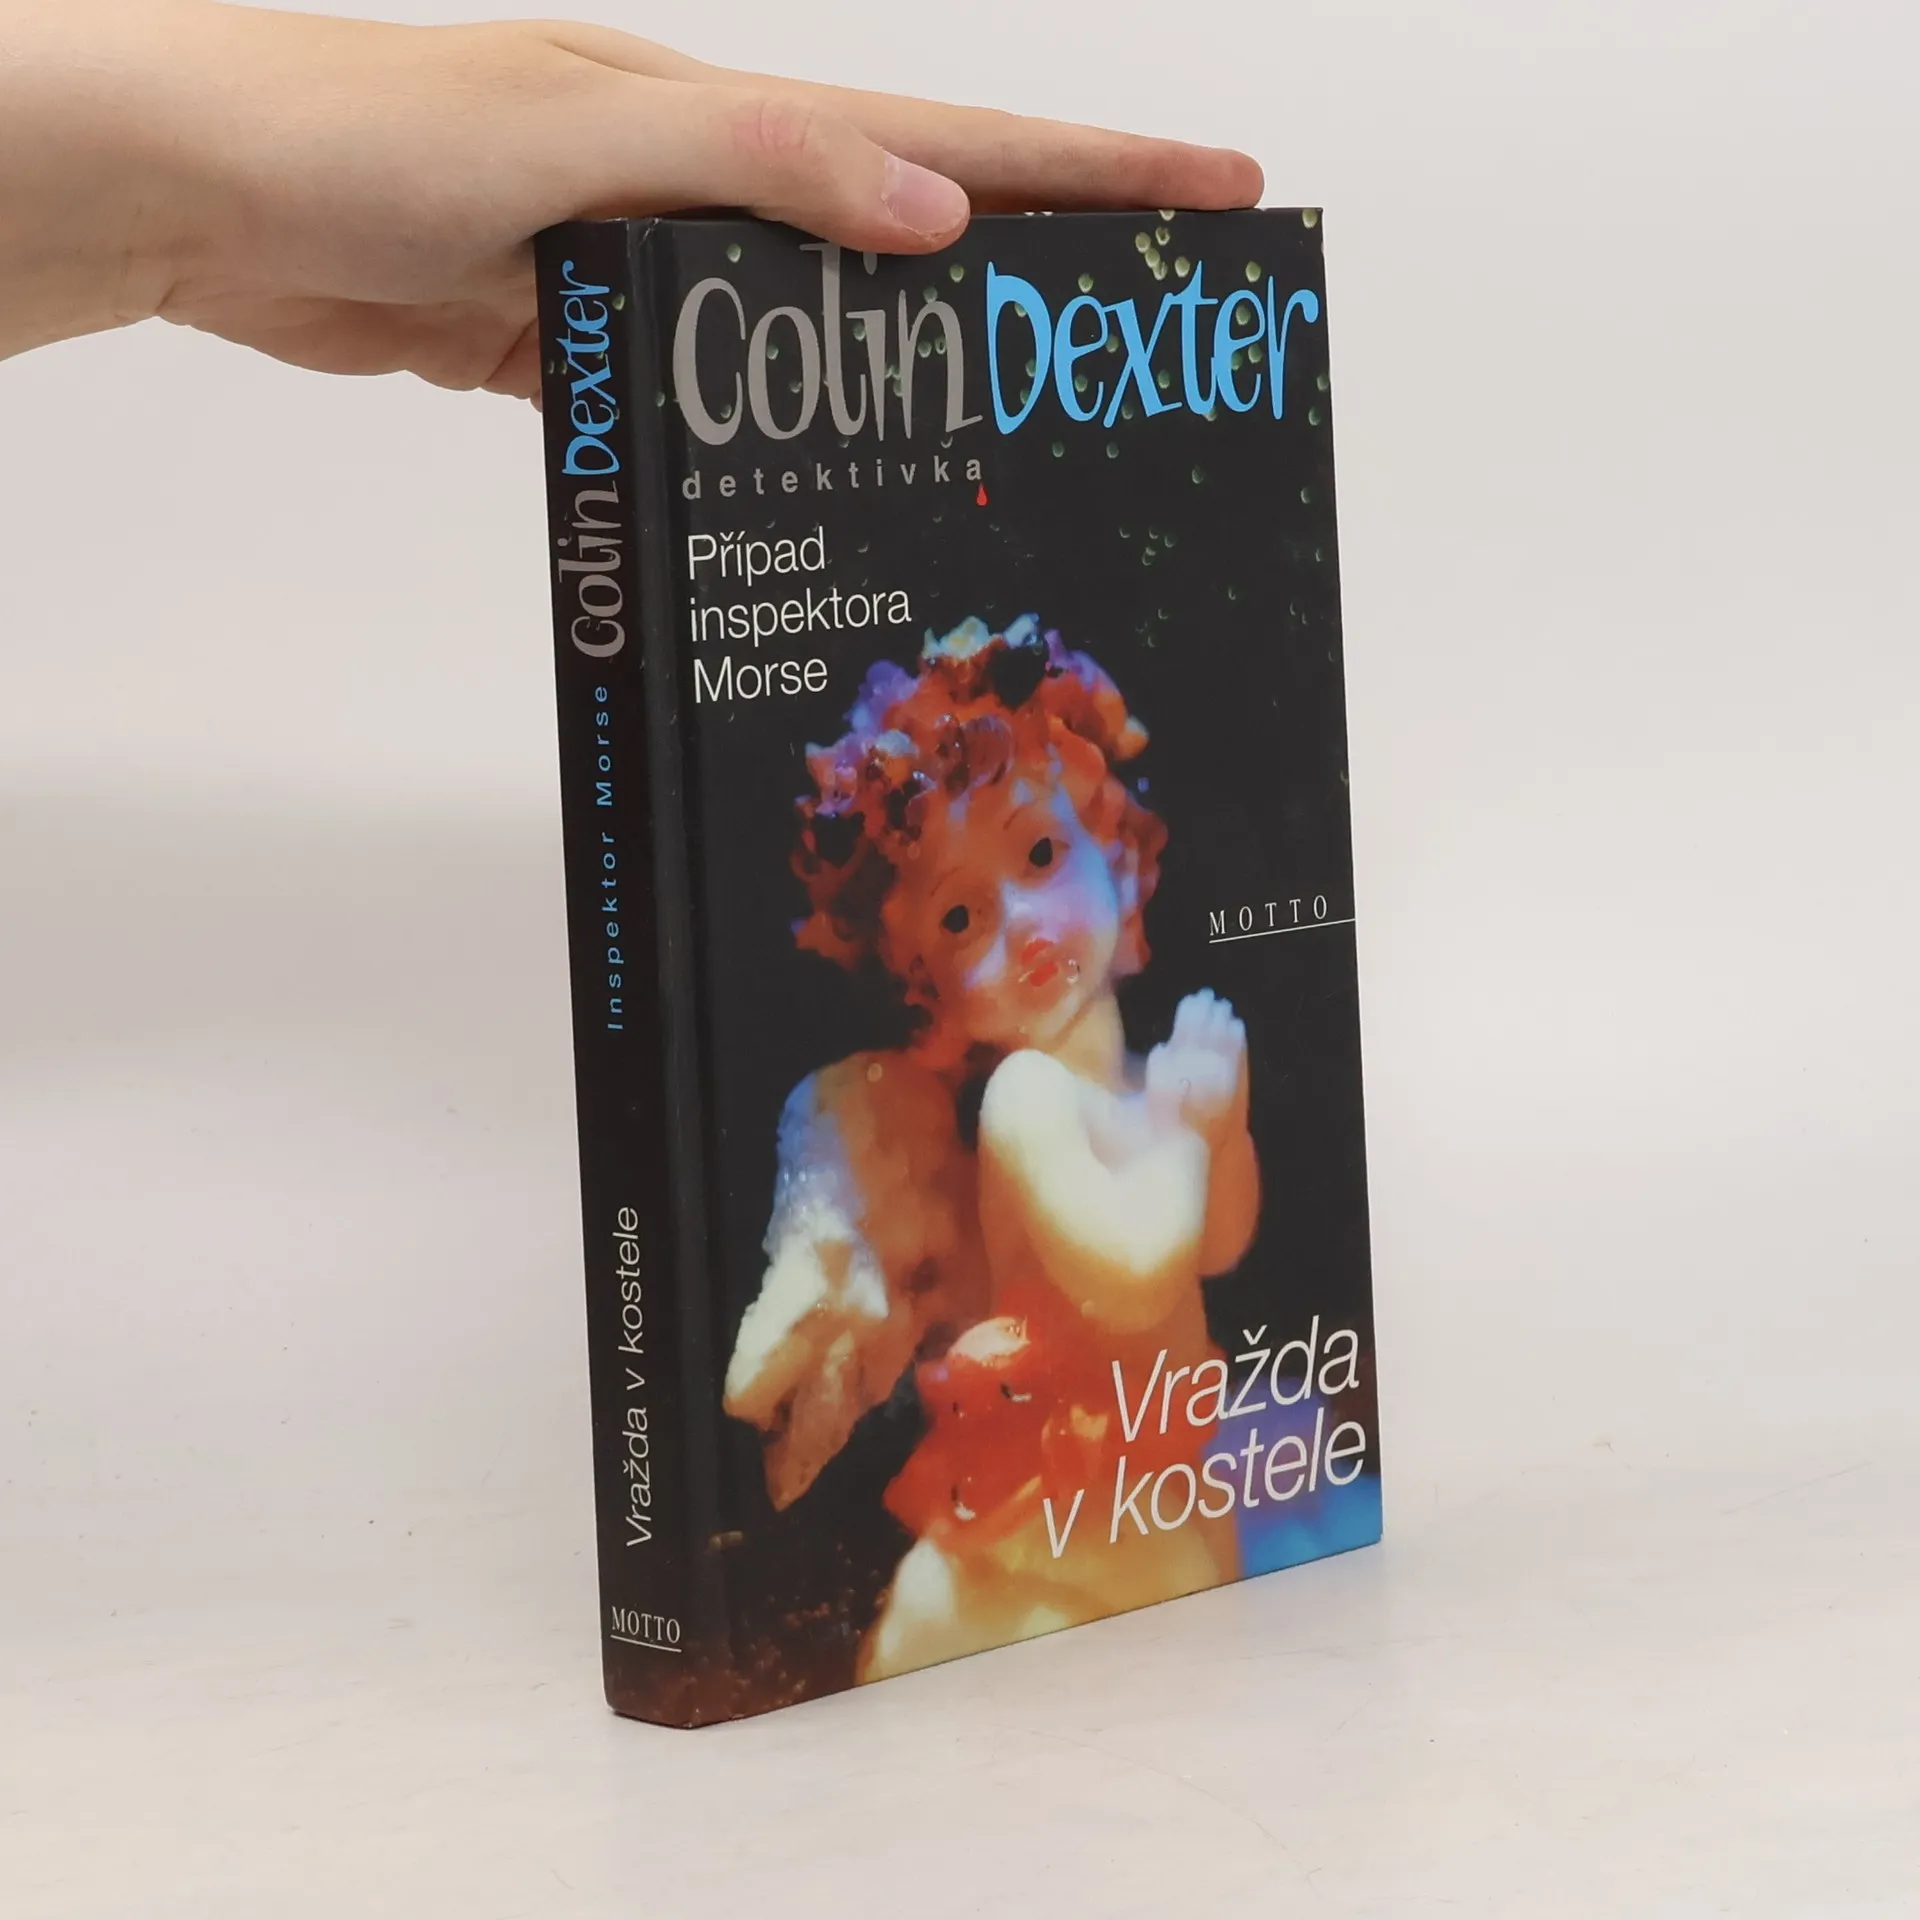 Colin Dexter
detektivka
Případ
inspektora
Morse
MOTTO
Vražda
v kostele
Colin Dexter
Inspektor Morse
Vražda v kostele
MOTTO